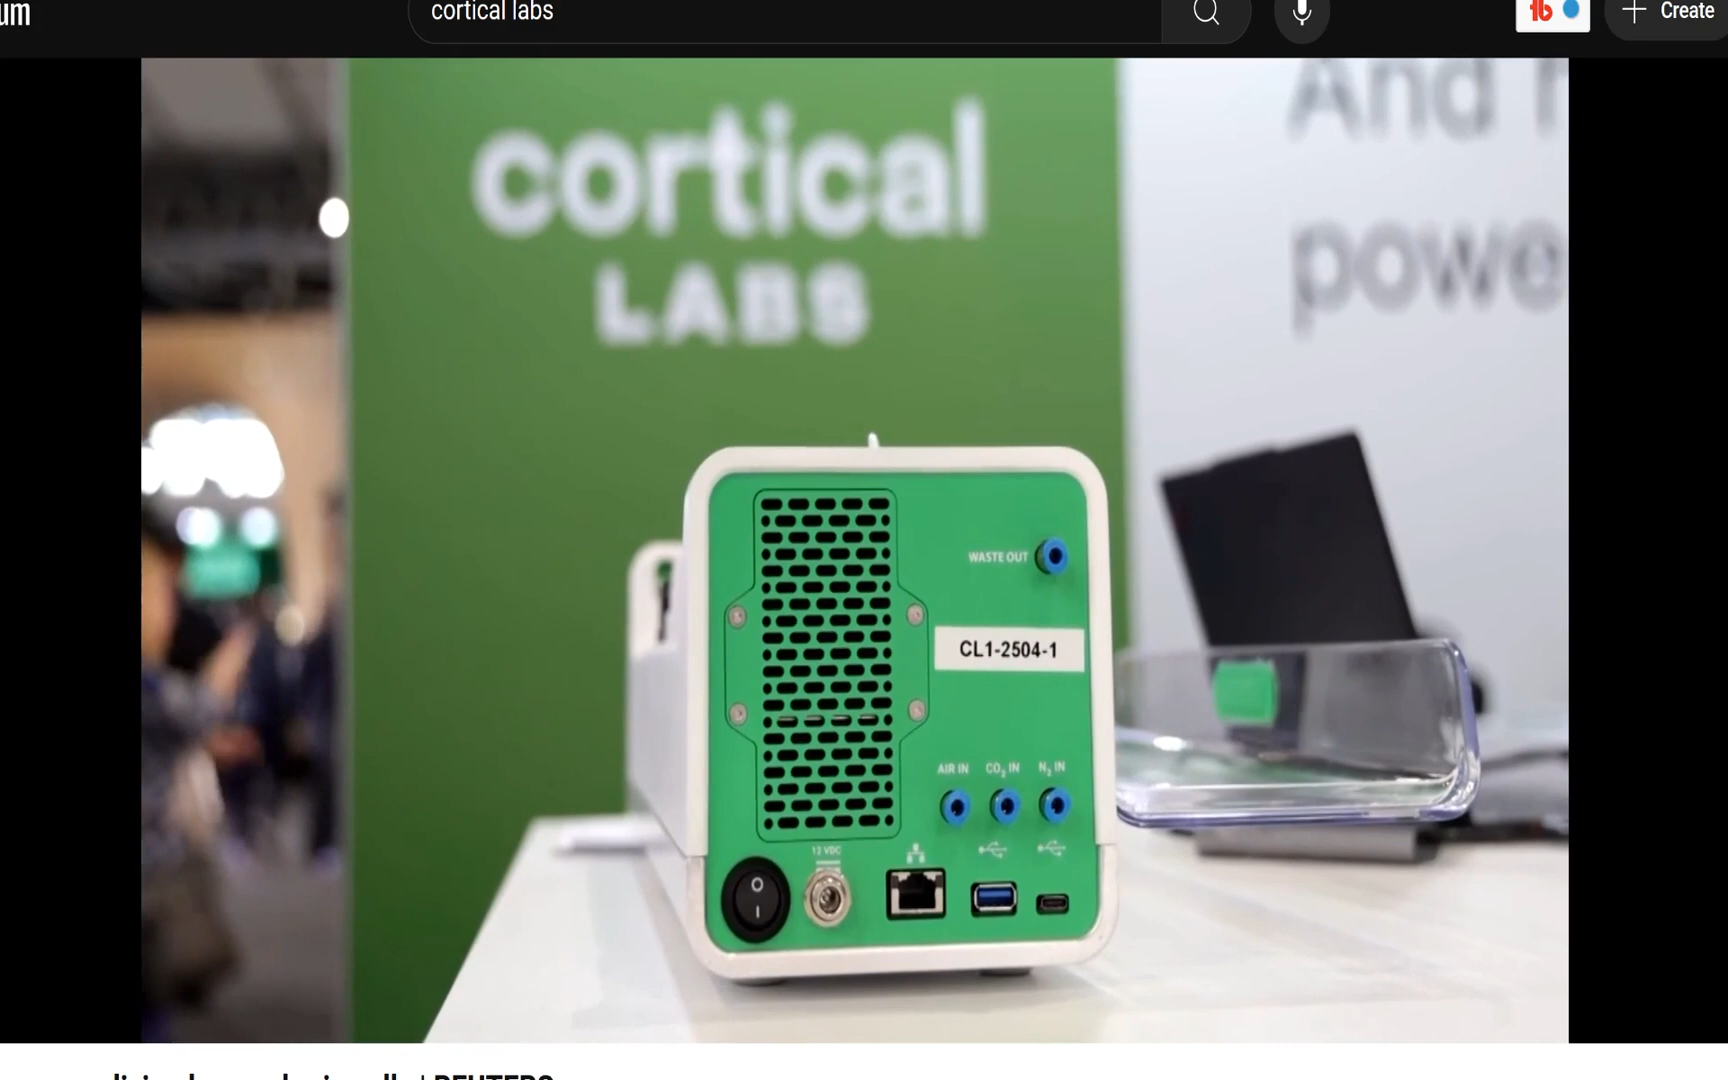 um
cortical labs
Create
cortical
LABS
And
powe
WASTE OUT
CL1-2504-1
AIR IN CO₂ IN N₂ IN
12 VDC
O
I
REUTERS